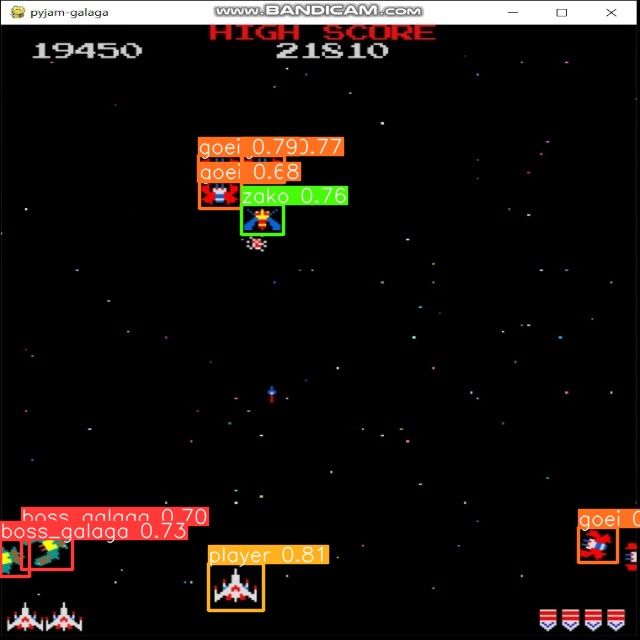 pyjam-galaga
WWW.BANDICAM.COM
HIGH SCORE
19450 21810
goei 0.79 0.77
goei 0.68
zako 0.76
boss_galaga 0.70
boss_galaga 0.73
goei 0
player 0.81